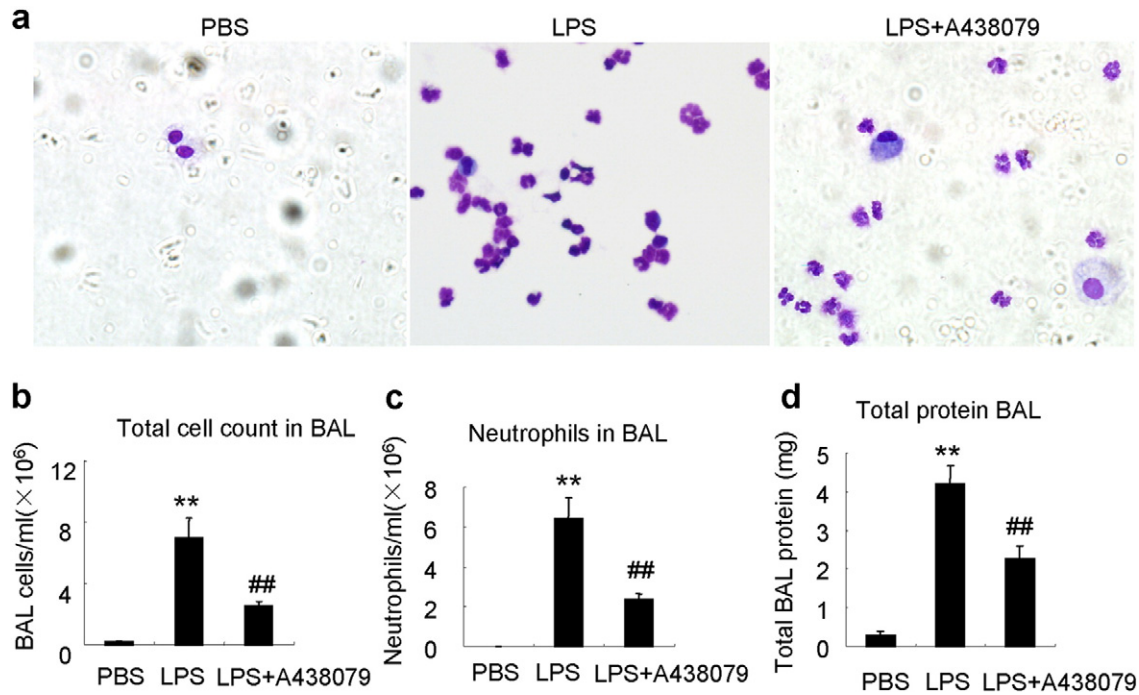 a
PBS
LPS
LPS+A438079
b
Total cell count in BAL
BAL cells/ml(×10⁶)
12
8
4
0
**
##
PBS
LPS
LPS+A438079
c
Neutrophils in BAL
Neutrophils/ml(×10⁶)
8
6
4
2
0
**
##
PBS
LPS
LPS+A438079
d
Total protein BAL
Total BAL protein (mg)
5
4
3
2
1
0
**
##
PBS
LPS
LPS+A438079